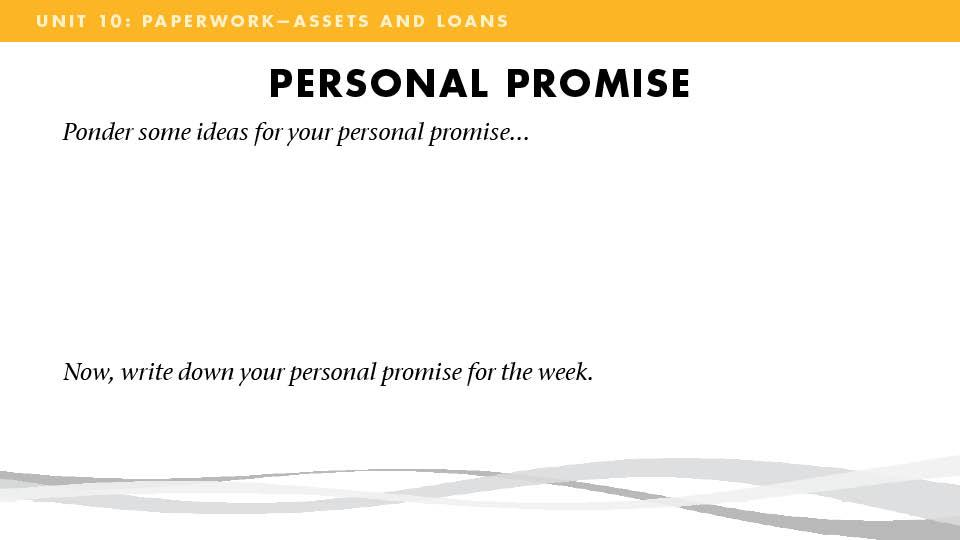 UNIT 10: PAPERWORK—ASSETS AND LOANS
PERSONAL PROMISE
Ponder some ideas for your personal promise...
Now, write down your personal promise for the week.